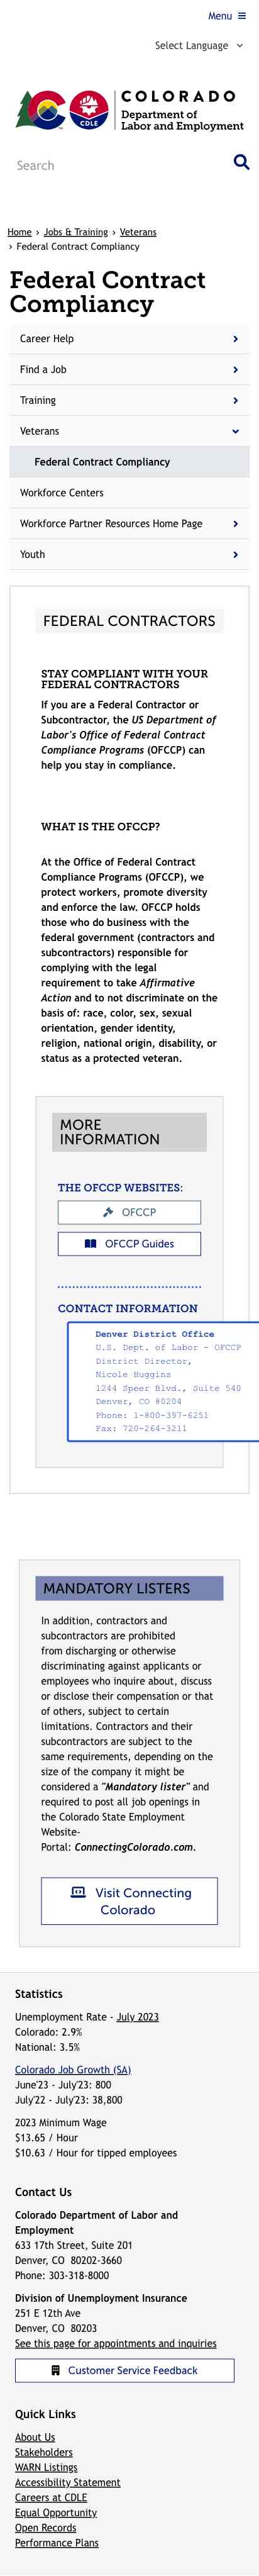 Menu
Select Language
COLORADO
Department of
Labor and Employment
CDLE
Search
Home › Jobs & Training › Veterans
› Federal Contract Compliancy
Federal Contract
Compliancy
Career Help
Find a Job
Training
Veterans
Federal Contract Compliancy
Workforce Centers
Workforce Partner Resources Home Page
Youth
FEDERAL CONTRACTORS
STAY COMPLIANT WITH YOUR
FEDERAL CONTRACTORS
If you are a Federal Contractor or
Subcontractor, the US Department of
Labor's Office of Federal Contract
Compliance Programs (OFCCP) can
help you stay in compliance.
WHAT IS THE OFCCP?
At the Office of Federal Contract
Compliance Programs (OFCCP), we
protect workers, promote diversity
and enforce the law. OFCCP holds
those who do business with the
federal government (contractors and
subcontractors) responsible for
complying with the legal
requirement to take Affirmative
Action and to not discriminate on the
basis of: race, color, sex, sexual
orientation, gender identity,
religion, national origin, disability, or
status as a protected veteran.
MORE
INFORMATION
THE OFCCP WEBSITES:
OFCCP
OFCCP Guides
CONTACT INFORMATION
Denver District Office
U.S. Dept. of Labor - OFCCP
District Director,
Nicole Huggins
1244 Speer Blvd., Suite 540
Denver, CO 80204
Phone: 1-800-397-6251
Fax: 720-264-3211
MANDATORY LISTERS
In addition, contractors and
subcontractors are prohibited
from discharging or otherwise
discriminating against applicants or
employees who inquire about, discuss
or disclose their compensation or that
of others, subject to certain
limitations. Contractors and their
subcontractors are subject to the
same requirements, depending on the
size of the company it might be
considered a "Mandatory lister" and
required to post all job openings in
the Colorado State Employment
Website-
Portal: ConnectingColorado.com.
Visit Connecting
Colorado
Statistics
Unemployment Rate - July 2023
Colorado: 2.9%
National: 3.5%
Colorado Job Growth (SA)
June'23 - July'23: 800
July'22 - July'23: 38,800
2023 Minimum Wage
$13.65 / Hour
$10.63 / Hour for tipped employees
Contact Us
Colorado Department of Labor and
Employment
633 17th Street, Suite 201
Denver, CO  80202-3660
Phone: 303-318-8000
Division of Unemployment Insurance
251 E 12th Ave
Denver, CO  80203
See this page for appointments and inquiries
Customer Service Feedback
Quick Links
About Us
Stakeholders
WARN Listings
Accessibility Statement
Careers at CDLE
Equal Opportunity
Open Records
Performance Plans